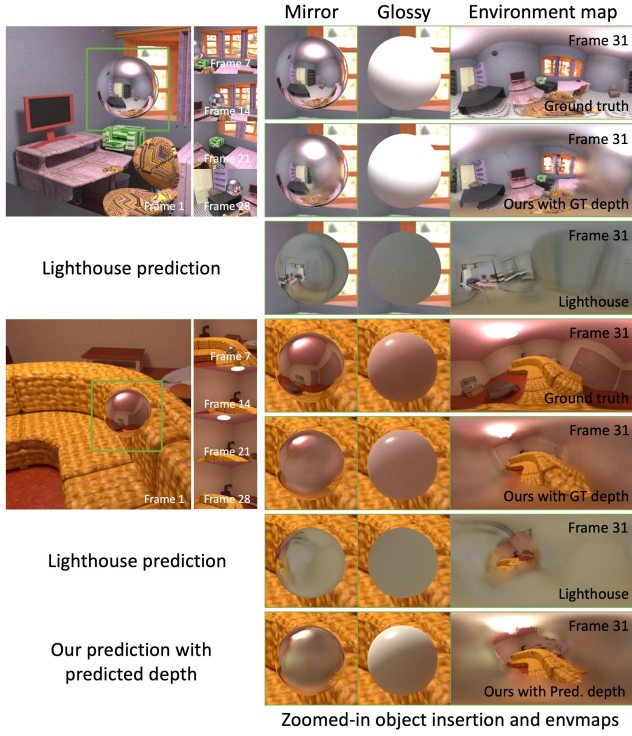 Mirror Glossy Environment map
Frame 1
Frame 7
Frame 14
Frame 21
Frame 28
Frame 31
Ground truth
Frame 31
Ours with GT depth
Lighthouse prediction
Frame 31
Lighthouse
Frame 1
Frame 7
Frame 14
Frame 21
Frame 28
Frame 31
Ground truth
Frame 31
Ours with GT depth
Lighthouse prediction
Frame 31
Lighthouse
Our prediction with
predicted depth
Frame 31
Ours with Pred. depth
Zoomed-in object insertion and envmaps